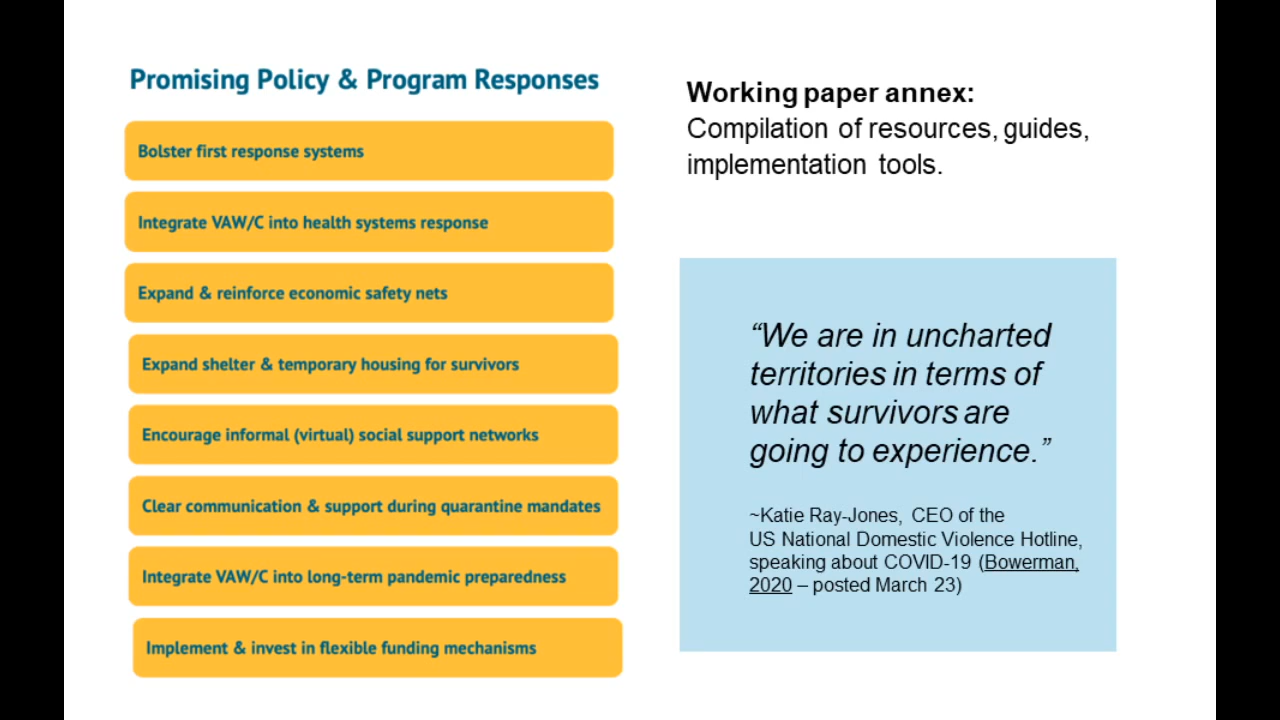 Promising Policy & Program Responses
Bolster first response systems
Integrate VAW/C into health systems response
Expand & reinforce economic safety nets
Expand shelter & temporary housing for survivors
Encourage informal (virtual) social support networks
Clear communication & support during quarantine mandates
Integrate VAW/C into long-term pandemic preparedness
Implement & invest in flexible funding mechanisms
Working paper annex:
Compilation of resources, guides,
implementation tools.
“We are in uncharted
territories in terms of
what survivors are
going to experience.”
~Katie Ray-Jones, CEO of the
US National Domestic Violence Hotline,
speaking about COVID-19 (Bowerman,
2020 – posted March 23)